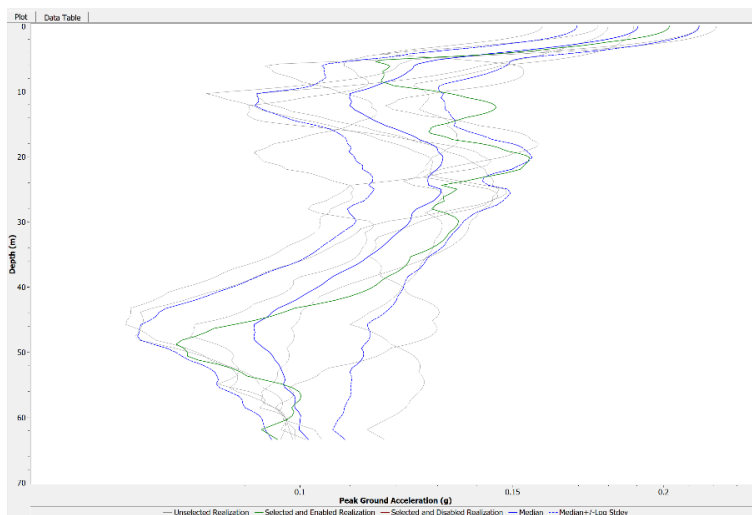 Plot Data Table
0
10
20
30
40
50
60
70
Depth (m)
0.1 0.15 0.2
Peak Ground Acceleration (g)
Unselected Realization Selected and Enabled Realization Selected and Disabled Realization Median Median+/-Log Stdev